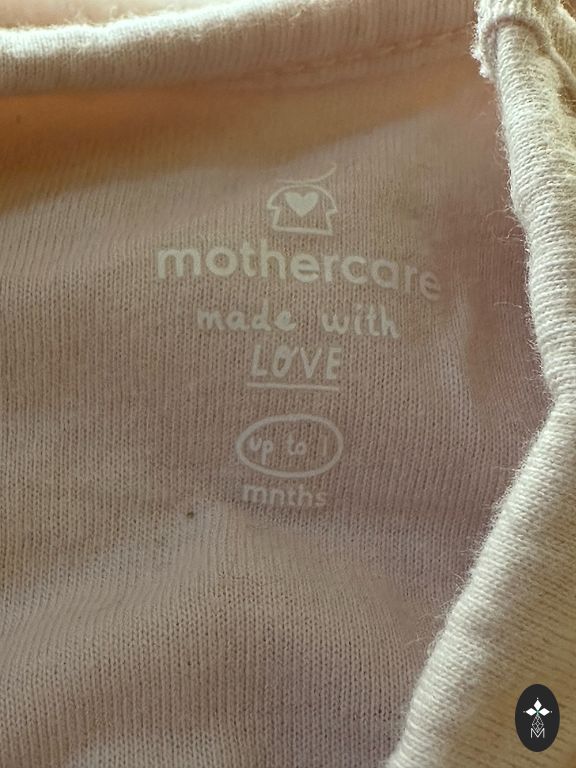 mothercare
made with
LOVE
up to 1
mnths
M